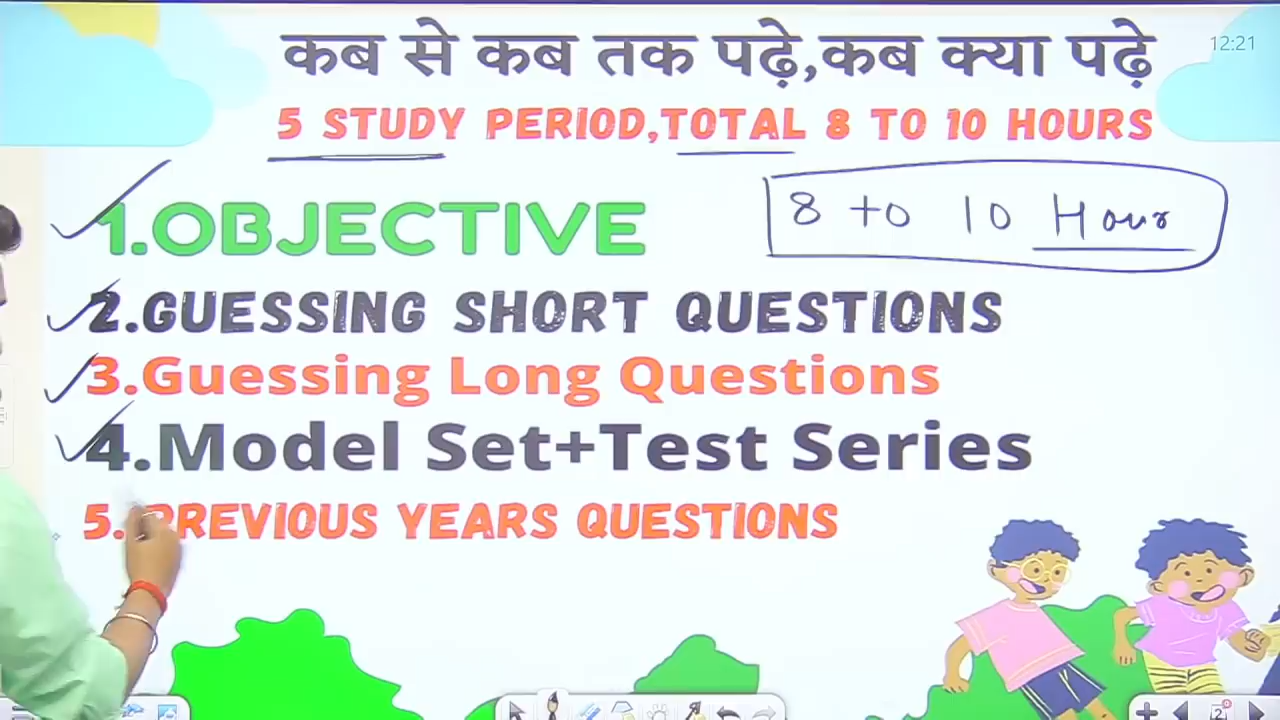 कब से कब तक पढ़े,कब क्या पढ़े
12:21
5 STUDY PERIOD,TOTAL 8 TO 10 HOURS
1.OBJECTIVE
8 to 10 Hour
2.GUESSING SHORT QUESTIONS
3.Guessing Long Questions
4.Model Set+Test Series
5. PREVIOUS YEARS QUESTIONS
2